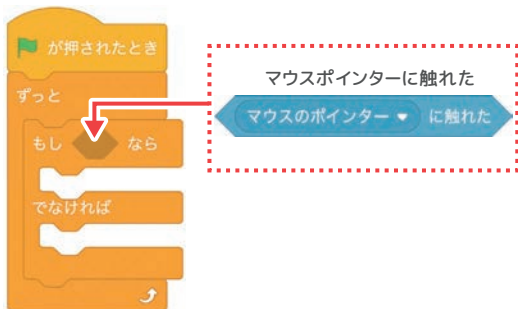 が押されたとき
ずっと
もし なら
でなければ
マウスポインターに触れた
マウスのポインター に触れた